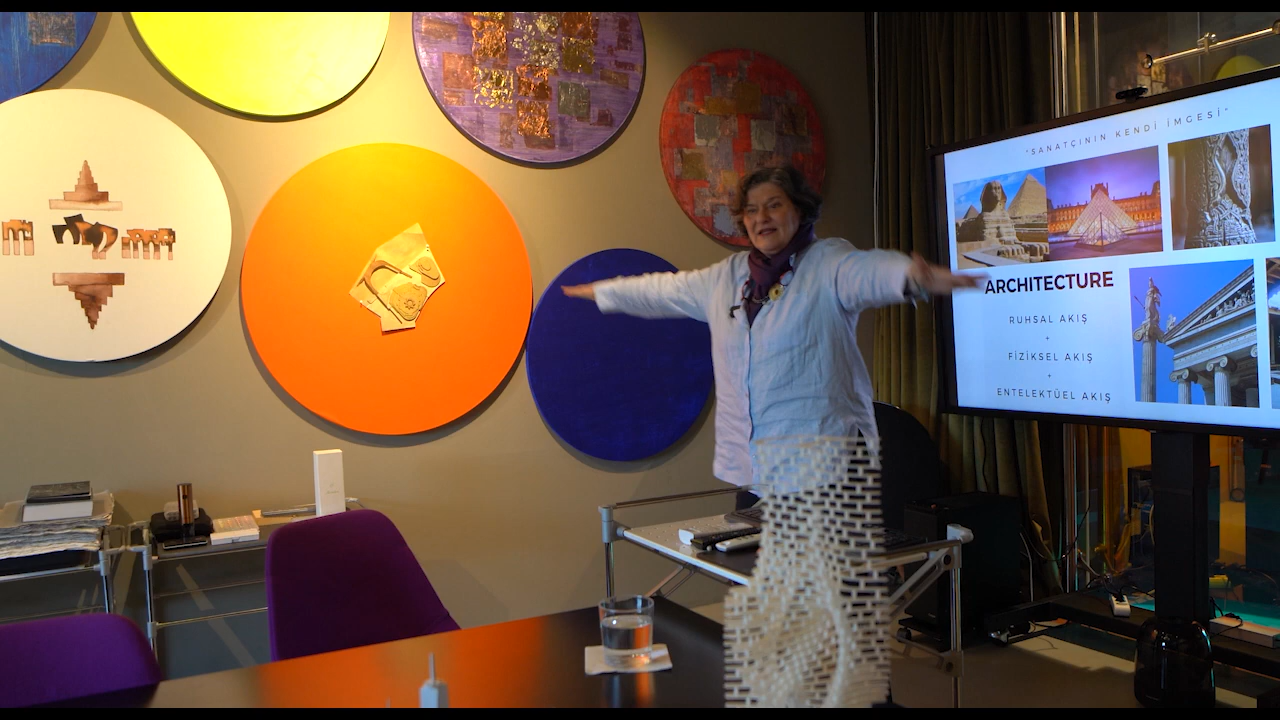 "SANATÇININ KENDİ İMGESİ"
ARCHITECTURE
RUHSAL AKIŞ
+
FİZİKSEL AKIŞ
+
ENTELEKTÜEL AKIŞ